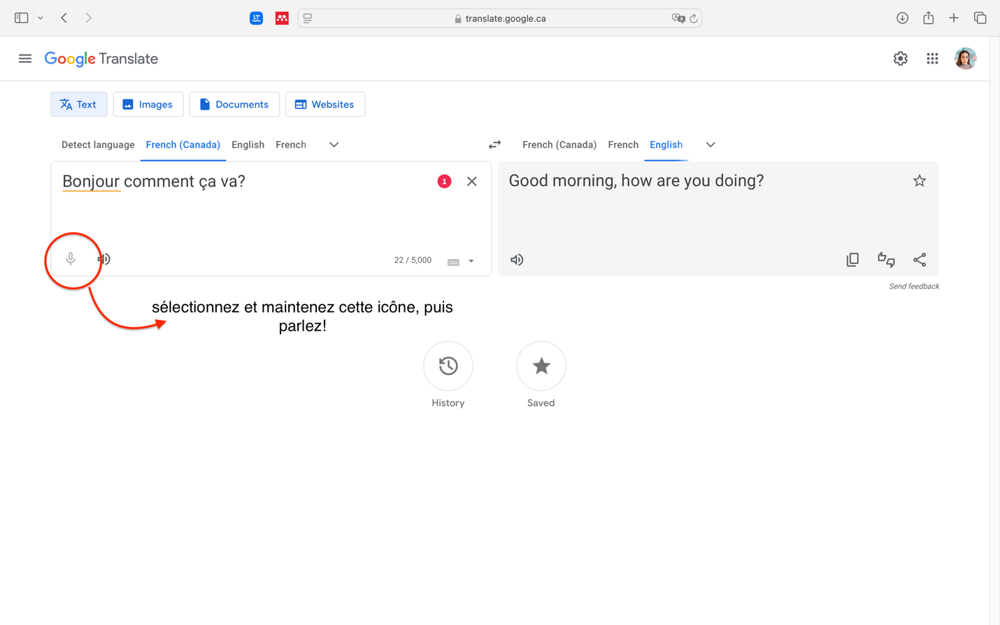 translate.google.ca
Google Translate
Text Images Documents Websites
Detect language French (Canada) English French
French (Canada) French English
Bonjour comment ça va?
1
Good morning, how are you doing?
22 / 5,000
Send feedback
sélectionnez et maintenez cette icône, puis
parlez!
History Saved